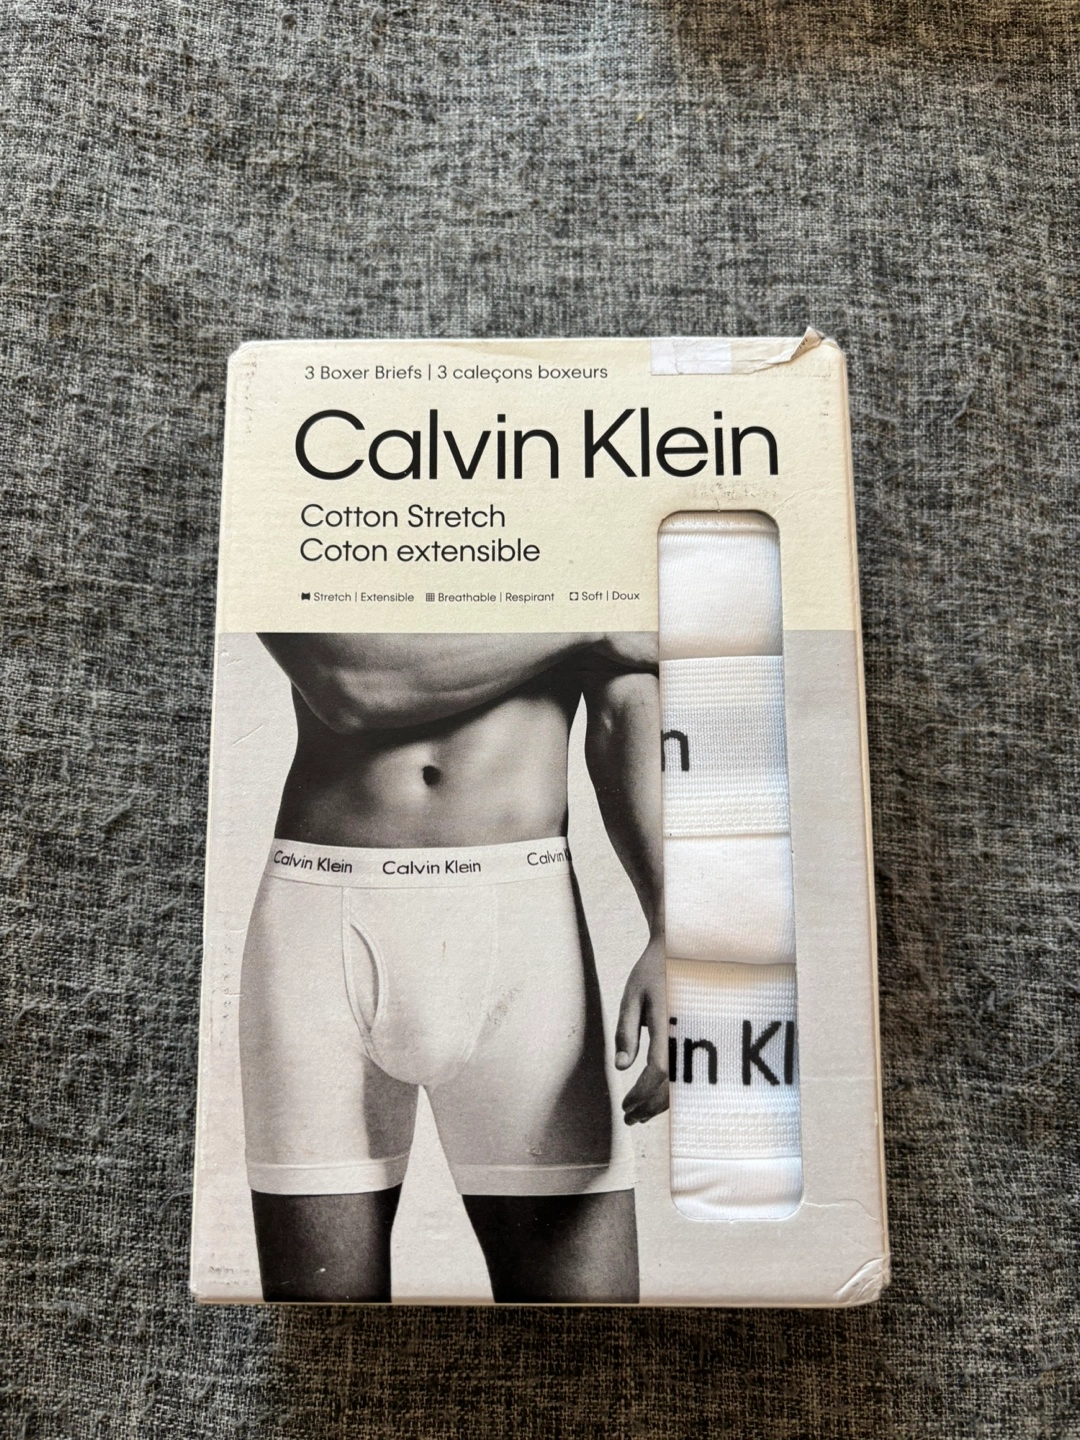 3 Boxer Briefs | 3 caleçons boxeurs
Calvin Klein
Cotton Stretch
Coton extensible
Stretch | Extensible Breathable | Respirant Soft | Doux
n
Calvin Klein Calvin Klein Calvin K
in Kl